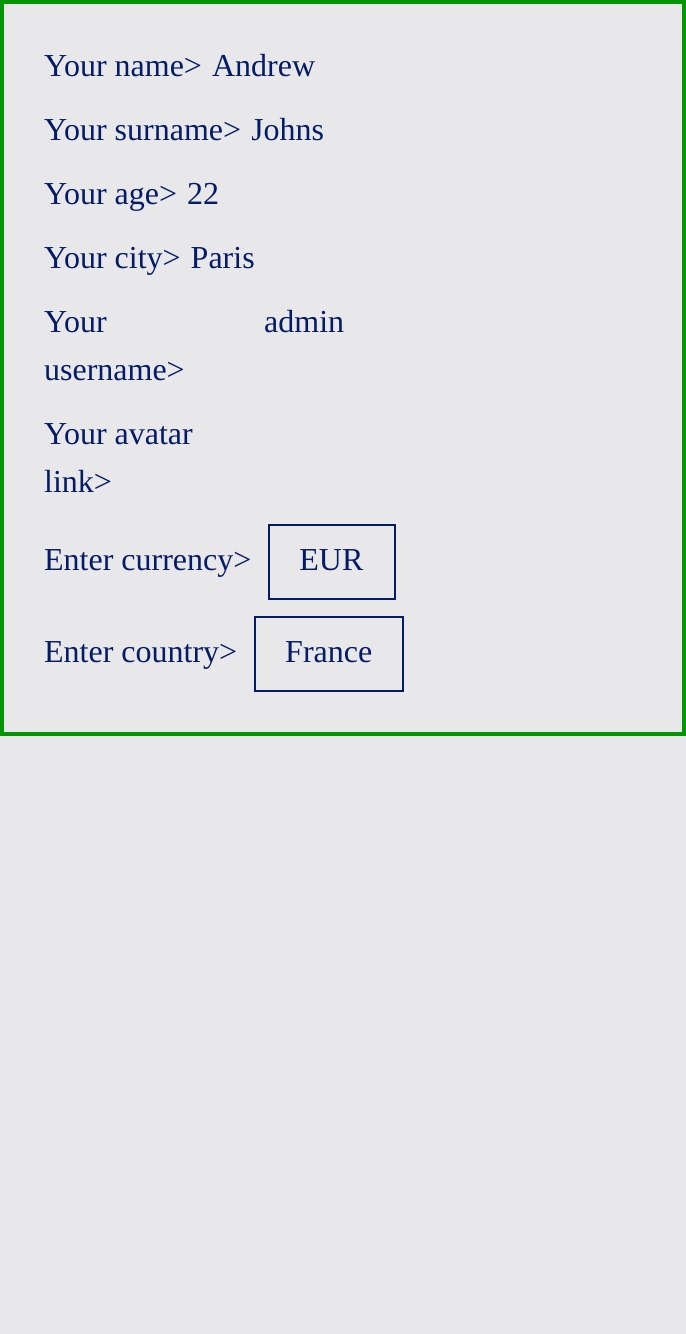 Your name> Andrew
Your surname> Johns
Your age> 22
Your city> Paris
Your admin
username>
Your avatar
link>
Enter currency> EUR
Enter country> France